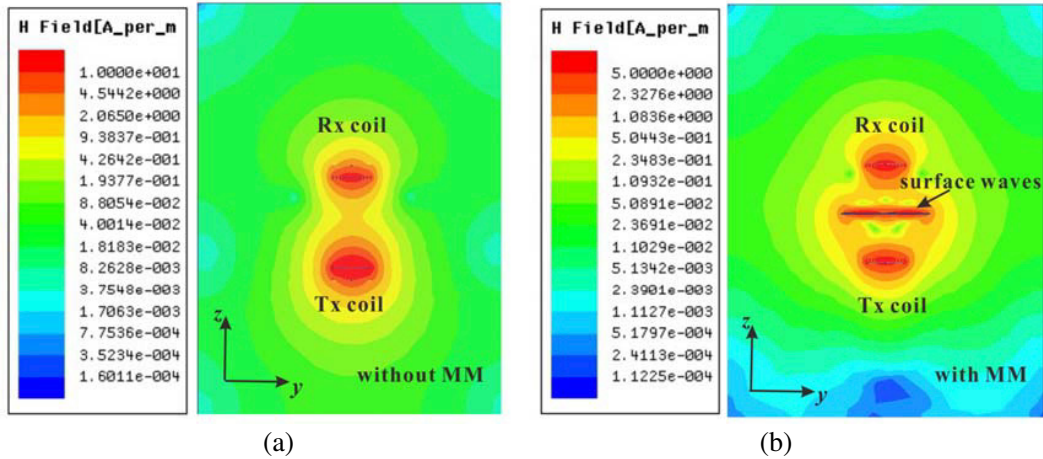 H Field[A_per_m
1.0000e+001
4.5442e+000
2.0650e+000
9.3837e-001
4.2642e-001
1.9377e-001
8.8054e-002
4.0014e-002
1.8183e-002
8.2628e-003
3.7548e-003
1.7063e-003
7.7536e-004
3.5234e-004
1.6011e-004
Rx coil
Tx coil
z
y
without MM
(a)
H Field[A_per_m
5.0000e+000
2.3276e+000
1.0836e+000
5.0443e-001
2.3483e-001
1.0932e-001
5.0891e-002
2.3691e-002
1.1029e-002
5.1342e-003
2.3901e-003
1.1127e-003
5.1797e-004
2.4113e-004
1.1225e-004
Rx coil
surface waves
Tx coil
z
y
with MM
(b)